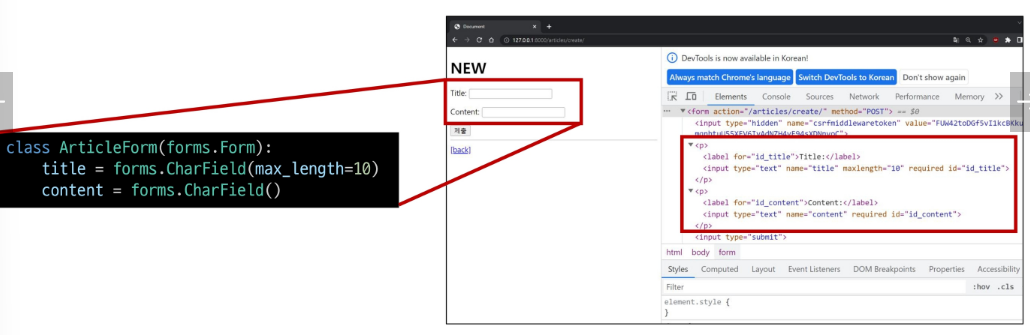 class ArticleForm(forms.Form):
title = forms.CharField(max_length=10)
content = forms.CharField()
Document
127.0.0.1:8000/articles/create/
NEW
Title:
Content:
제출
[back]
DevTools is now available in Korean!
Always match Chrome's language Switch DevTools to Korean Don't show again
Elements Console Sources Network Performance Memory
<form action="/articles/create/" method="POST"> == $0
<input type="hidden" name="csrfmiddlewaretoken" value=
<p>
<label for="id_title">Title:</label>
<input type="text" name="title" maxlength="10" required id="id_title">
</p>
<p>
<label for="id_content">Content:</label>
<input type="text" name="content" required id="id_content">
</p>
<input type="submit">
html body form
Styles Computed Layout Event Listeners DOM Breakpoints Properties Accessibility
Filter :hov .cls
element.style {
}